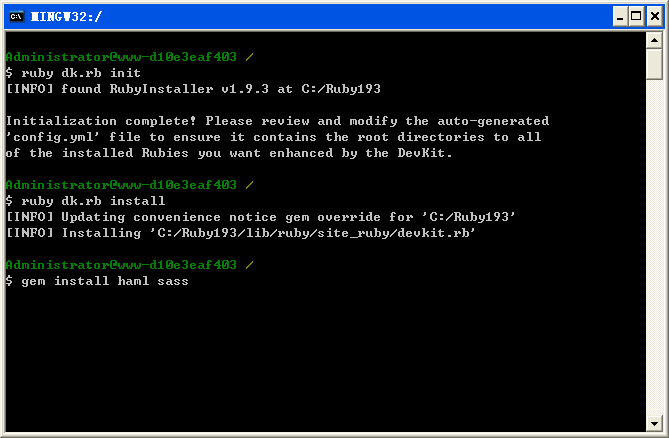 MINGW32:/
Administrator@www-d10e3eaf403 /
$ ruby dk.rb init
[INFO] found RubyInstaller v1.9.3 at C:/Ruby193
Initialization complete! Please review and modify the auto-generated
'config.yml' file to ensure it contains the root directories to all
of the installed Rubies you want enhanced by the DevKit.
Administrator@www-d10e3eaf403 /
$ ruby dk.rb install
[INFO] Updating convenience notice gem override for 'C:/Ruby193'
[INFO] Installing 'C:/Ruby193/lib/ruby/site_ruby/devkit.rb'
Administrator@www-d10e3eaf403 /
$ gem install haml sass